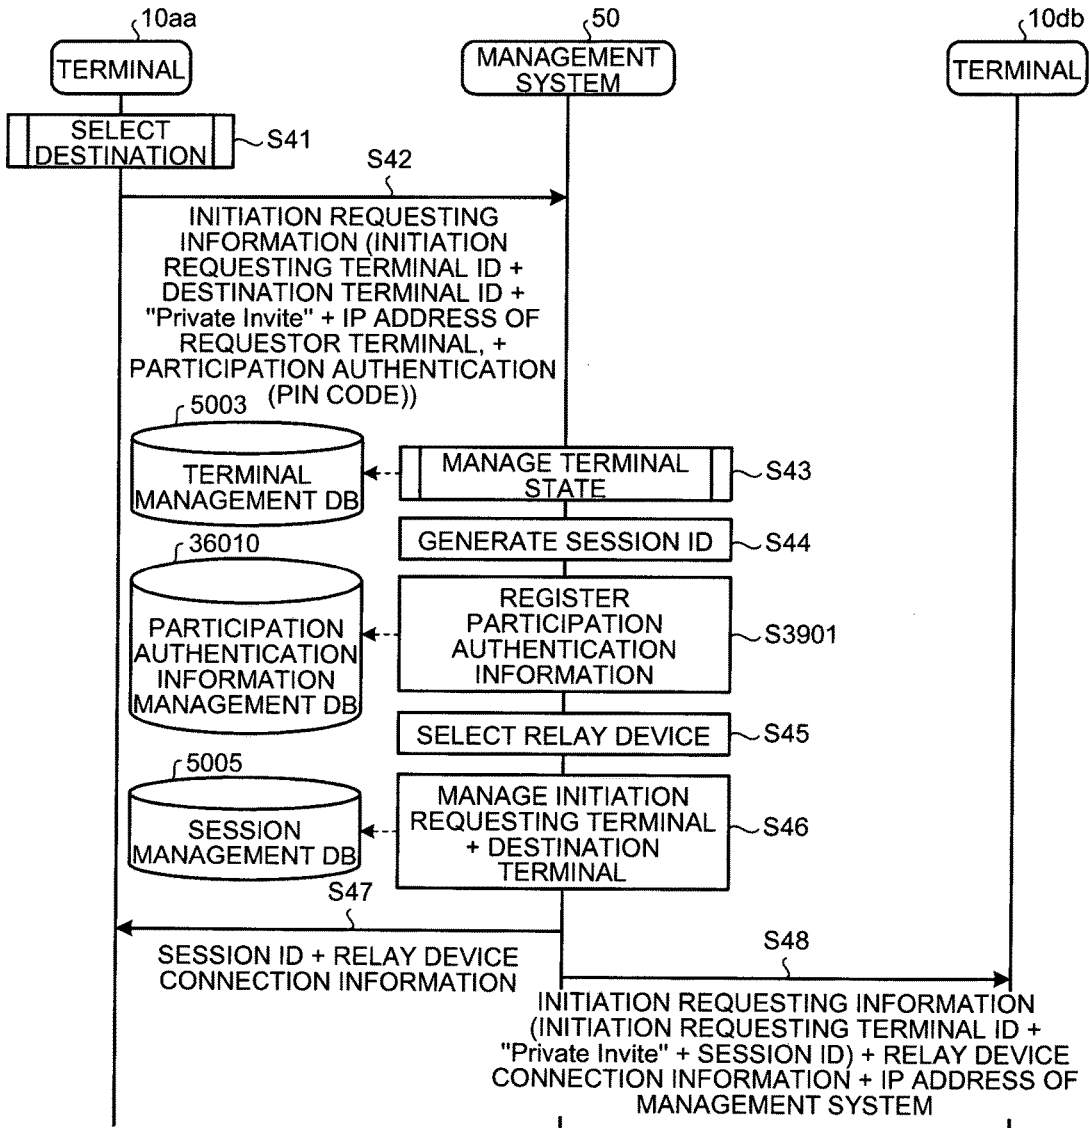 10aa
50
10db
TERMINAL
MANAGEMENT
SYSTEM
TERMINAL
SELECT
DESTINATION
S41
S42
INITIATION REQUESTING
INFORMATION (INITIATION
REQUESTING TERMINAL ID +
DESTINATION TERMINAL ID +
"Private Invite" + IP ADDRESS OF
REQUESTOR TERMINAL, +
PARTICIPATION AUTHENTICATION
(PIN CODE))
5003
TERMINAL
MANAGEMENT DB
MANAGE TERMINAL
STATE
S43
GENERATE SESSION ID
S44
36010
PARTICIPATION
AUTHENTICATION
INFORMATION
MANAGEMENT DB
REGISTER
PARTICIPATION
AUTHENTICATION
INFORMATION
S3901
SELECT RELAY DEVICE
S45
5005
SESSION
MANAGEMENT DB
MANAGE INITIATION
REQUESTING TERMINAL
+ DESTINATION
TERMINAL
S46
S47
SESSION ID + RELAY DEVICE
CONNECTION INFORMATION
S48
INITIATION REQUESTING INFORMATION
(INITIATION REQUESTING TERMINAL ID +
"Private Invite" + SESSION ID) + RELAY DEVICE
CONNECTION INFORMATION + IP ADDRESS OF
MANAGEMENT SYSTEM